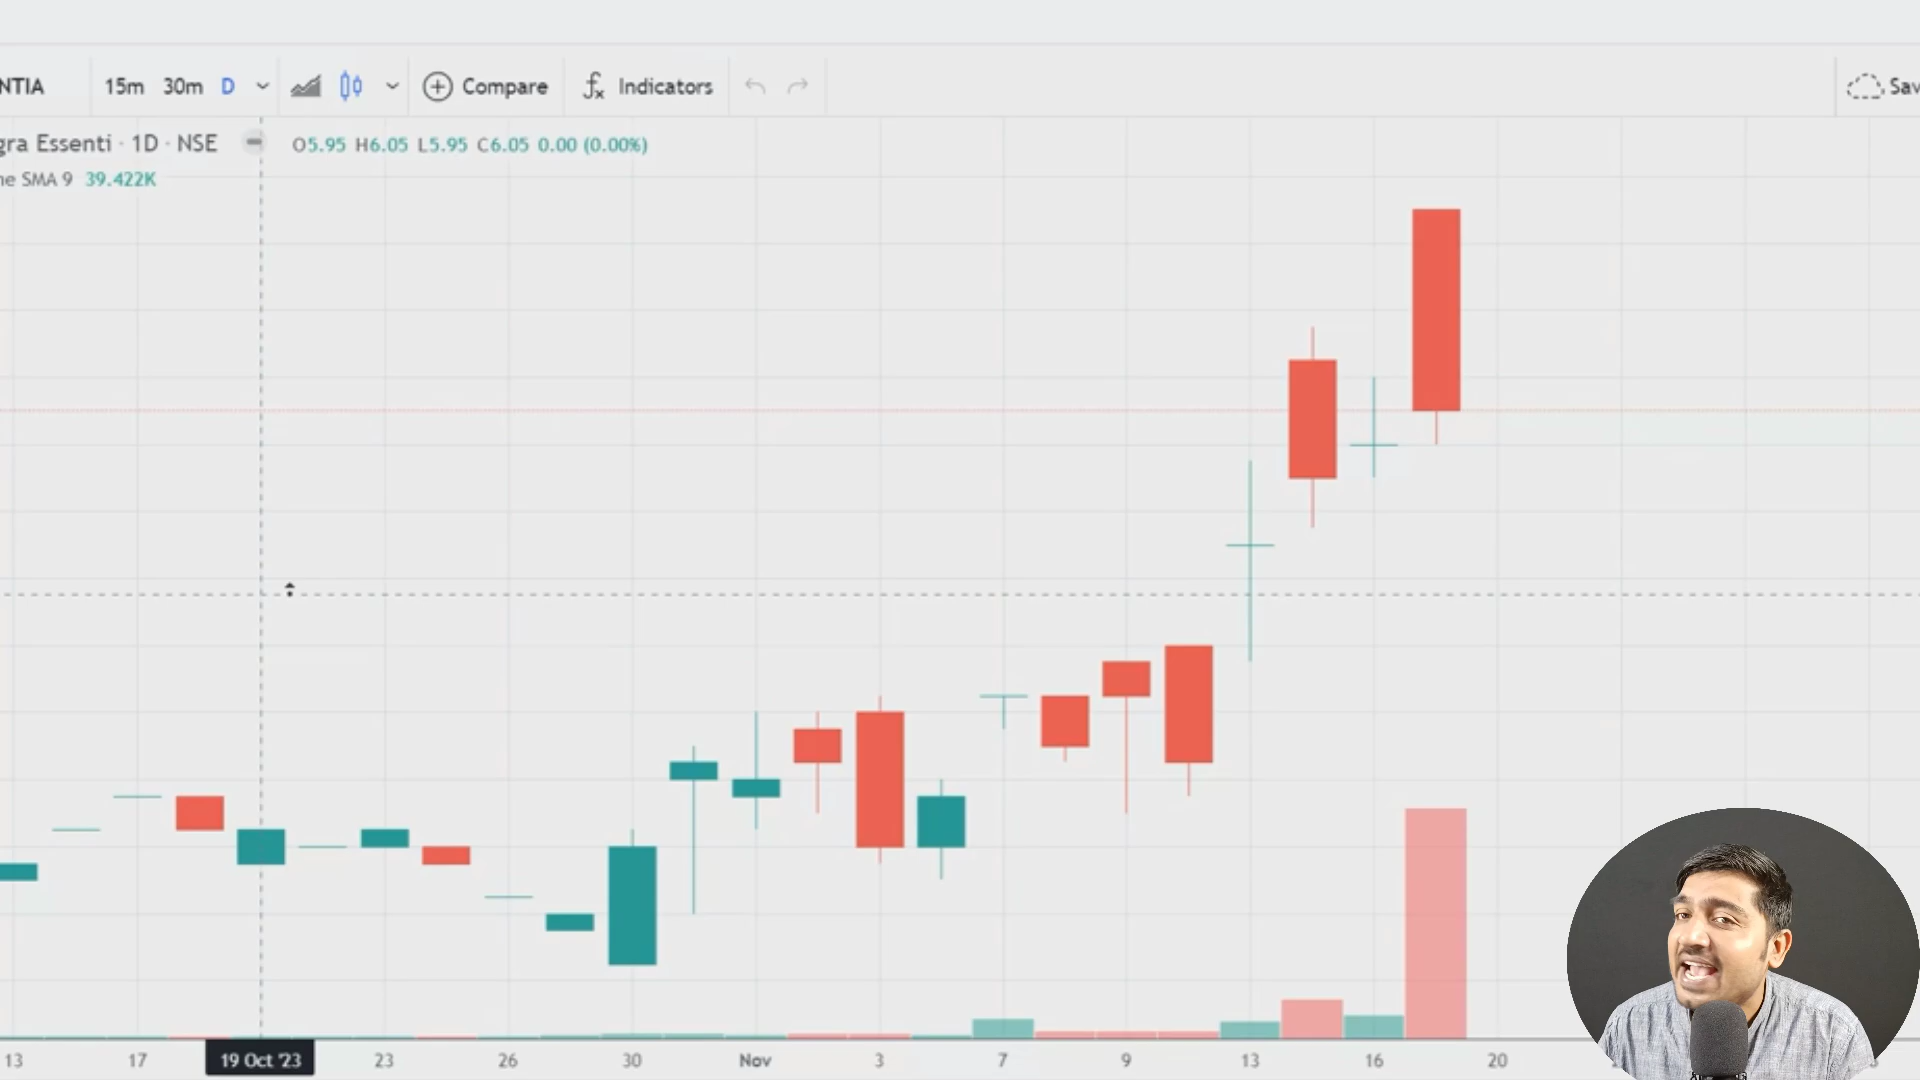 NTIA 15m 30m D Compare Indicators Sav
gra Essenti · 1D · NSE O5.95 H6.05 L5.95 C6.05 0.00 (0.00%)
ne SMA 9 39.422K
13 17 19 Oct '23 23 26 30 Nov 3 7 9 13 16 20